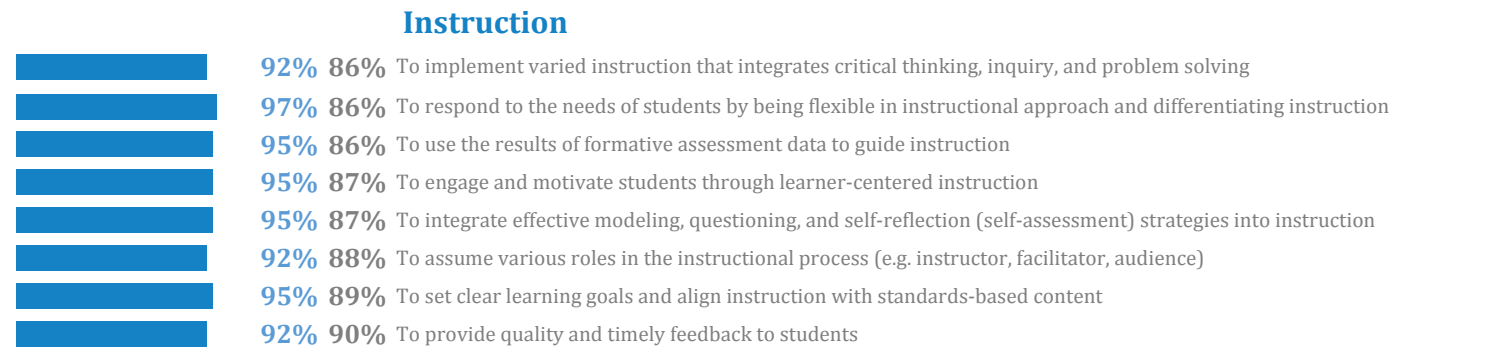 Instruction
92% 86% To implement varied instruction that integrates critical thinking, inquiry, and problem solving
97% 86% To respond to the needs of students by being flexible in instructional approach and differentiating instruction
95% 86% To use the results of formative assessment data to guide instruction
95% 87% To engage and motivate students through learner-centered instruction
95% 87% To integrate effective modeling, questioning, and self-reflection (self-assessment) strategies into instruction
92% 88% To assume various roles in the instructional process (e.g. instructor, facilitator, audience)
95% 89% To set clear learning goals and align instruction with standards-based content
92% 90% To provide quality and timely feedback to students